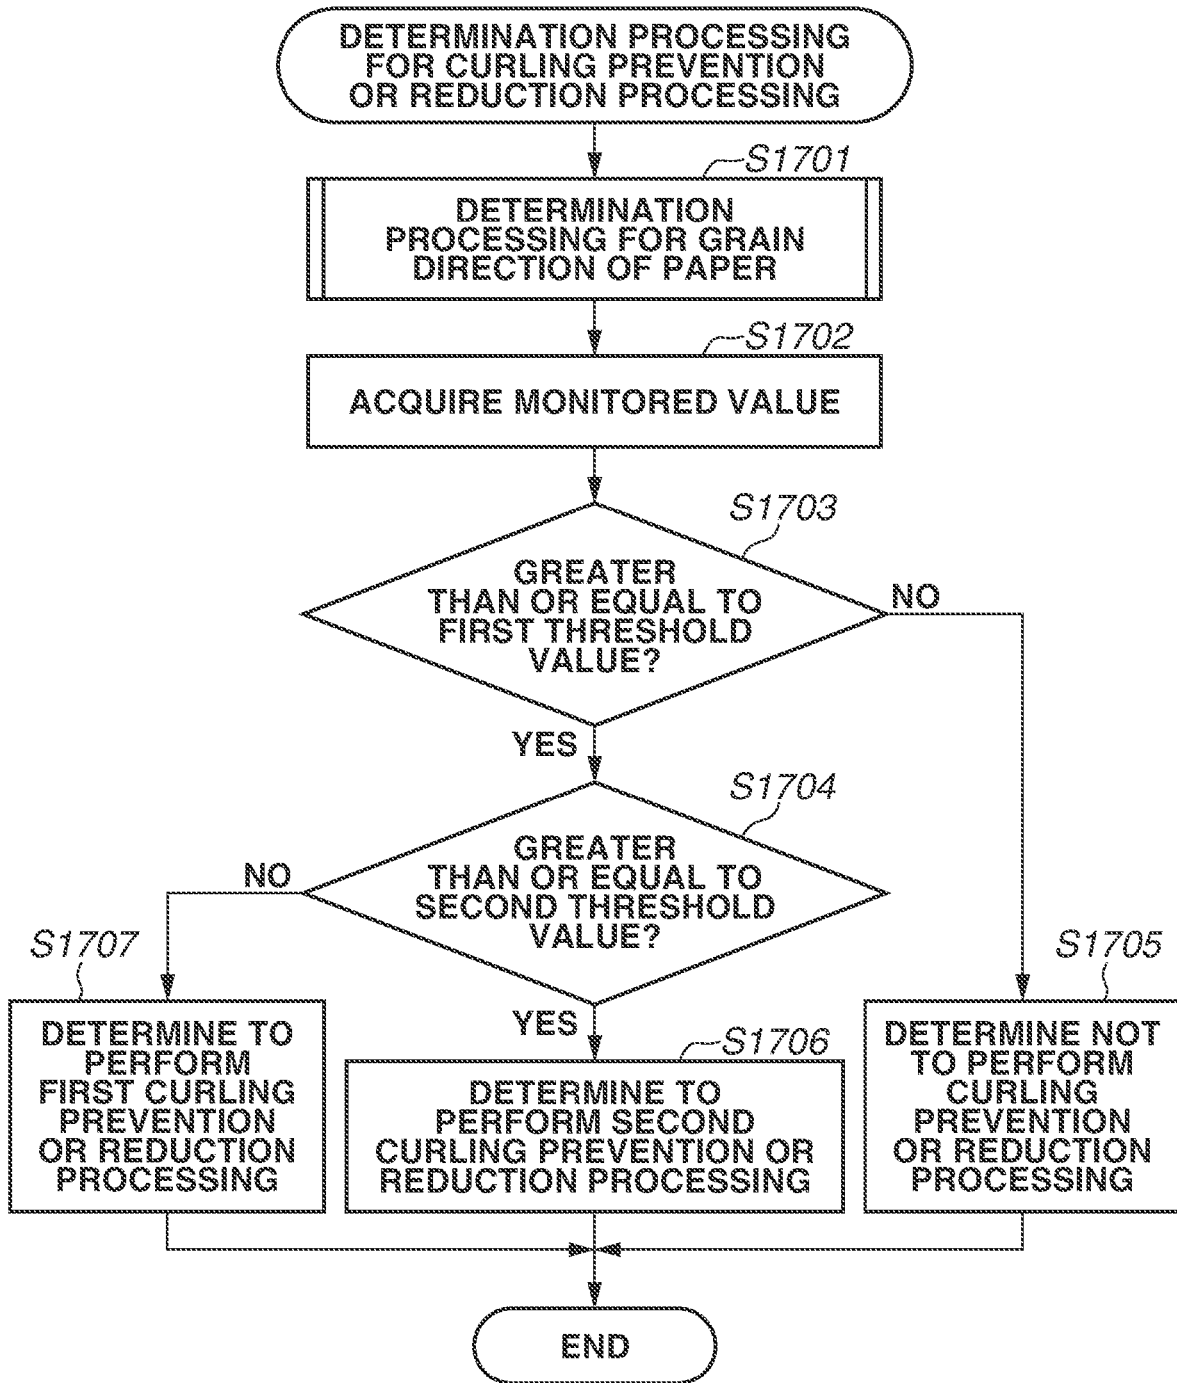 DETERMINATION PROCESSING
FOR CURLING PREVENTION
OR REDUCTION PROCESSING
S1701
DETERMINATION
PROCESSING FOR GRAIN
DIRECTION OF PAPER
S1702
ACQUIRE MONITORED VALUE
S1703
GREATER
THAN OR EQUAL TO
FIRST THRESHOLD
VALUE?
NO
YES
S1704
GREATER
THAN OR EQUAL TO
SECOND THRESHOLD
VALUE?
NO
YES
S1707
DETERMINE TO
PERFORM
FIRST CURLING
PREVENTION
OR REDUCTION
PROCESSING
S1706
DETERMINE TO
PERFORM SECOND
CURLING PREVENTION OR
REDUCTION PROCESSING
S1705
DETERMINE NOT
TO PERFORM
CURLING
PREVENTION
OR REDUCTION
PROCESSING
END